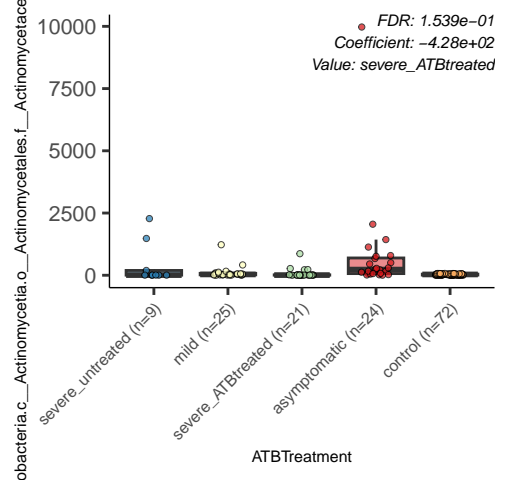 FDR: 1.539e−01
Coefficient: −4.28e+02
Value: severe_ATBtreated
10000
7500
5000
2500
0
obacteria.c__Actinomycetia.o__Actinomycetales.f__Actinomycetace
severe_untreated (n=9)
mild (n=25)
severe_ATBtreated (n=21)
asymptomatic (n=24)
control (n=72)
ATBTreatment